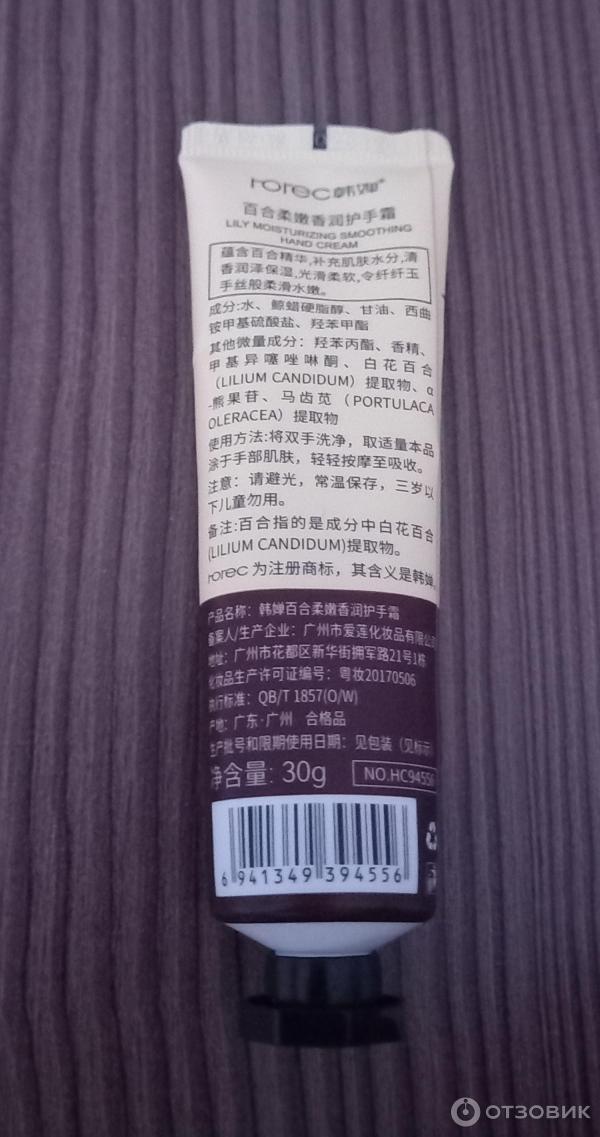 rorec韩婵
百合柔嫩香润护手霜
LILY MOISTURIZING SMOOTHING
HAND CREAM
蕴含百合精华,补充肌肤水分,清
香润泽保湿,光滑柔软,令纤纤玉
手丝般柔滑水嫩。
成分:水、鲸蜡硬脂醇、甘油、西曲
铵甲基硫酸盐、羟苯甲酯
其他微量成分：羟苯丙酯、香精、
甲基异噻唑啉酮、白花百合
（LILIUM CANDIDUM）提取物、α
-熊果苷、马齿苋（PORTULACA
OLERACEA）提取物
使用方法:将双手洗净，取适量本品
涂于手部肌肤，轻轻按摩至吸收。
注意：请避光，常温保存，三岁以
下儿童勿用。
备注:百合指的是成分中白花百合
(LILIUM CANDIDUM)提取物。
rorec 为注册商标，其含义是韩婵。
产品名称：韩婵百合柔嫩香润护手霜
备案人/生产企业：广州市爱莲化妆品有限公司
地址：广州市花都区新华街拥军路21号1栋
化妆品生产许可证编号：粤妆20170506
执行标准：QB/T 1857(O/W)
产地：广东·广州 合格品
生产批号和限期使用日期：见包装（见标示）
净含量: 30g
NO.HC94556
6 941349 394556
ОТЗОВИК